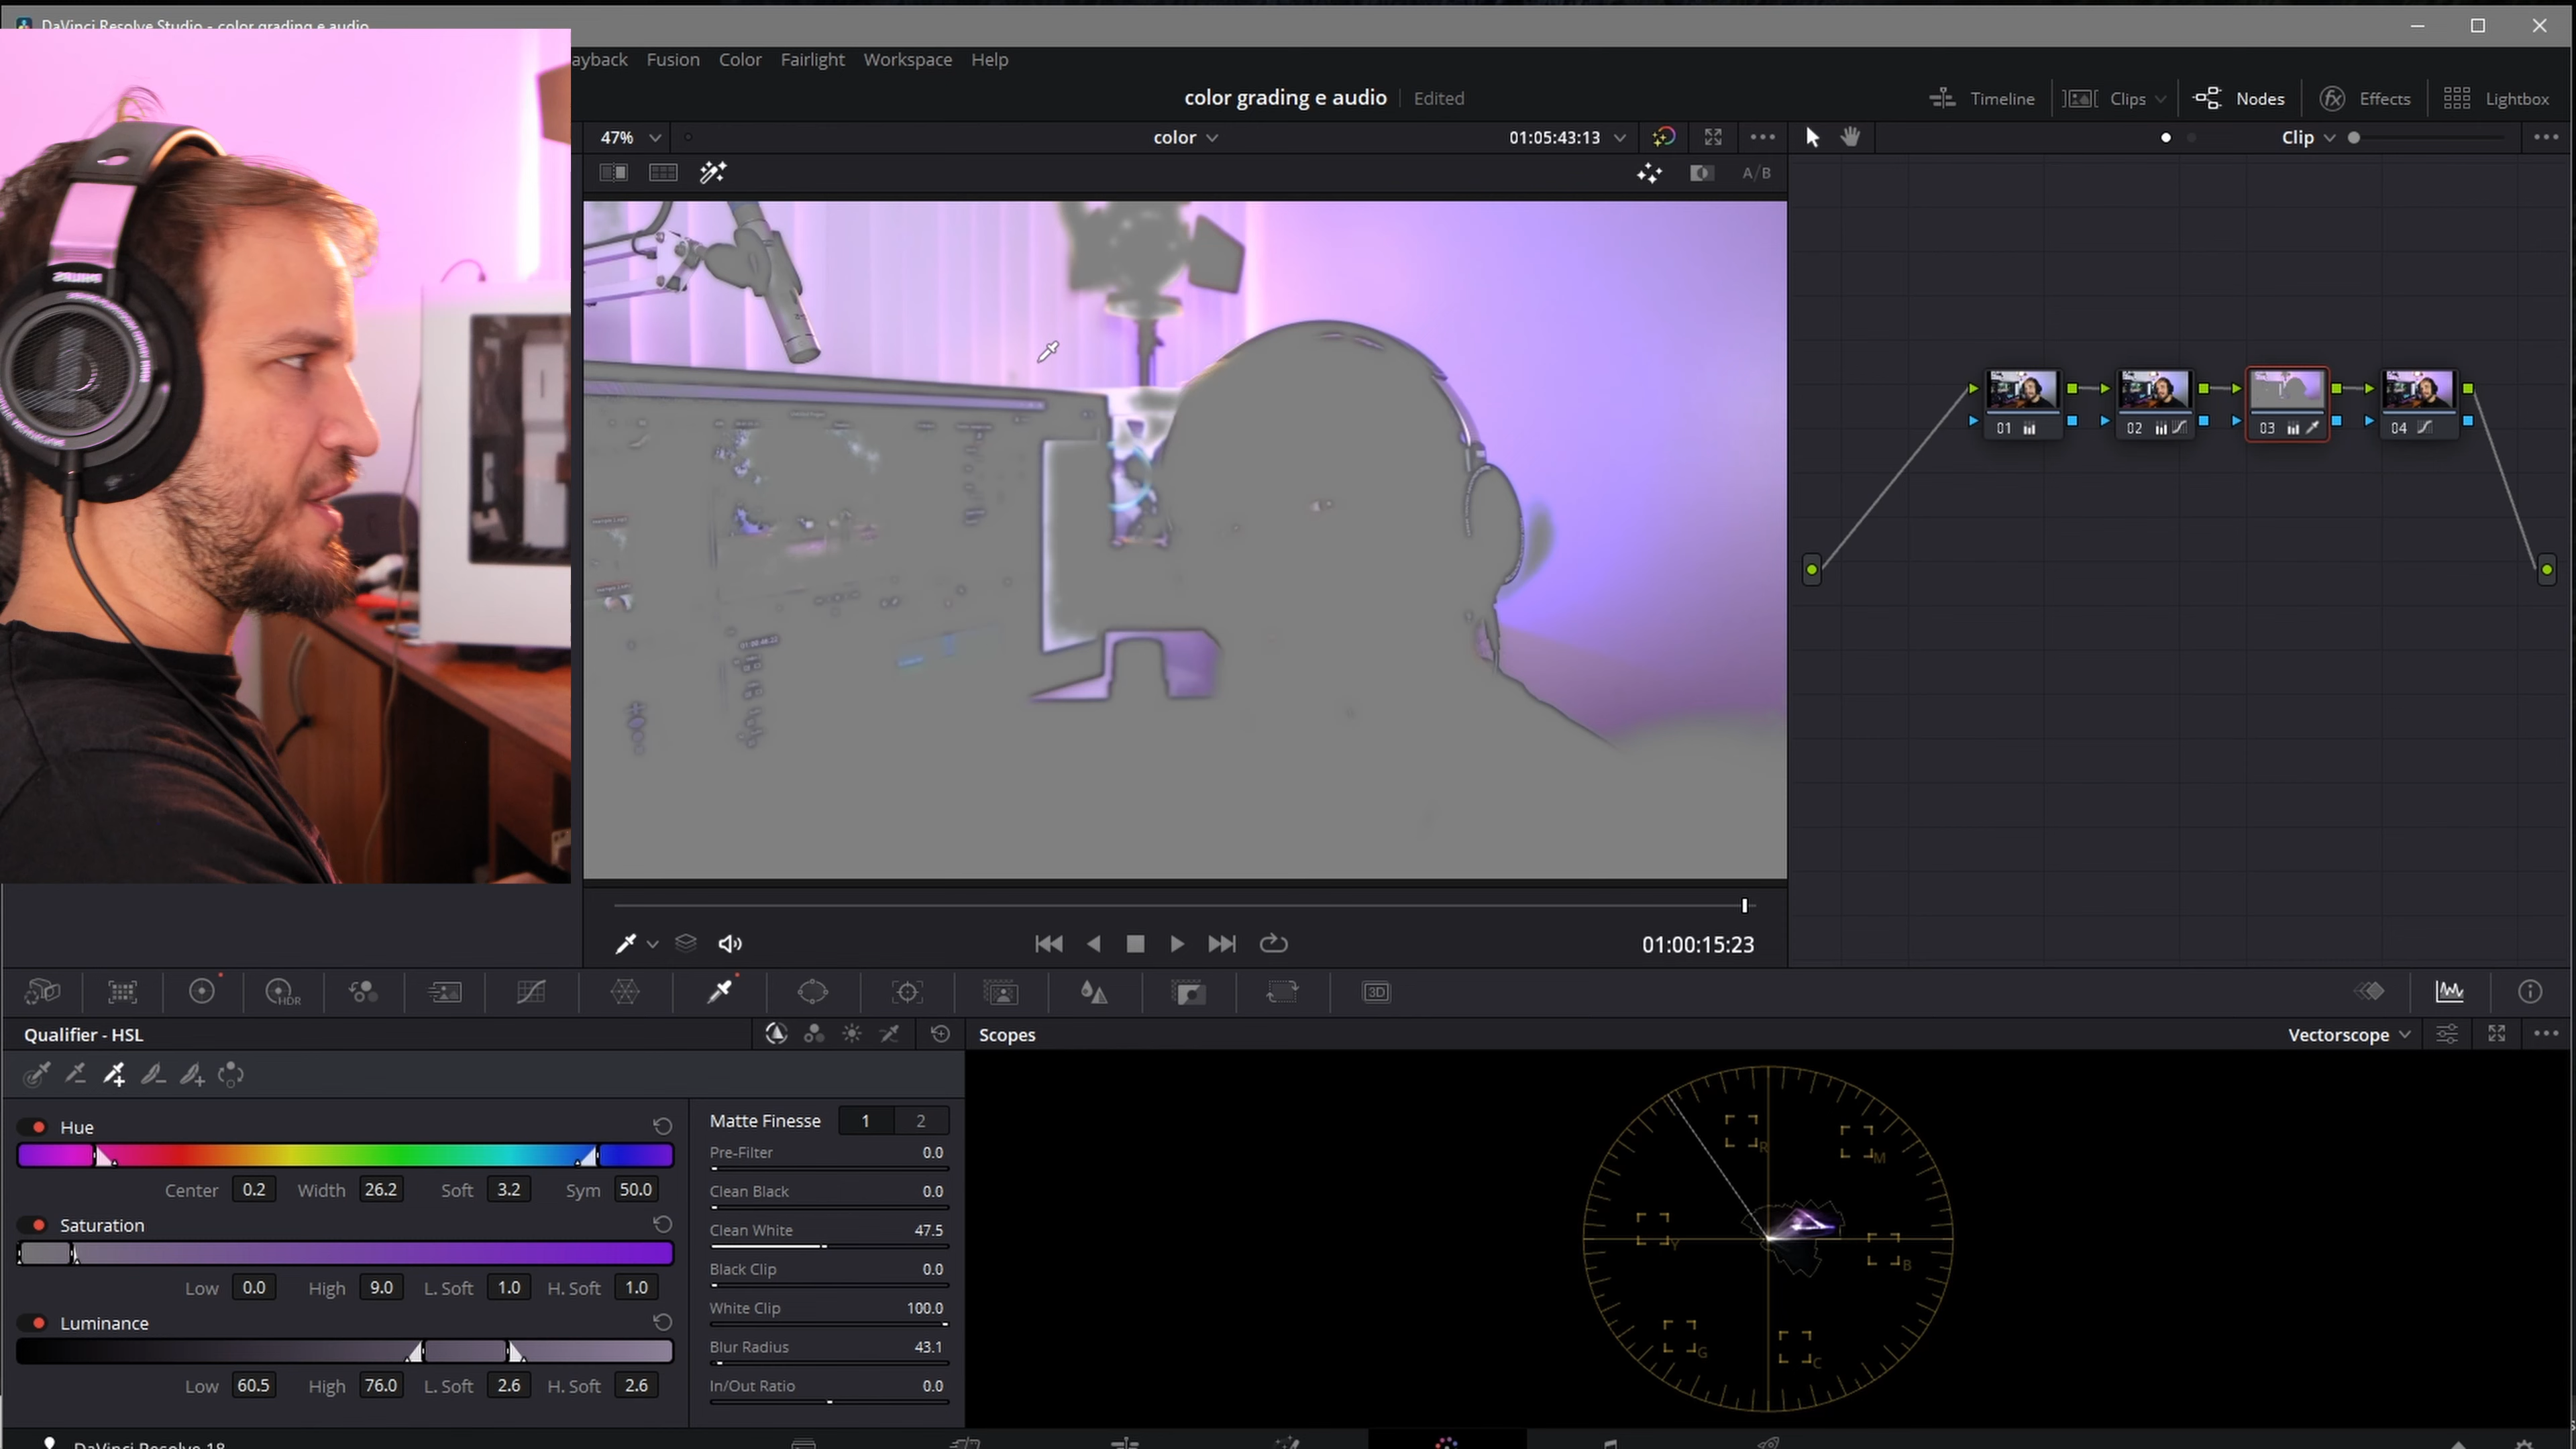 DaVinci Resolve Studio - color grading e audio
ayback Fusion Color Fairlight Workspace Help
color grading e audio Edited
Timeline Clips Nodes Effects Lightbox
47% color 01:05:43:13 Clip
A/B
01 02 03 04
01:00:15:23
HDR 3D
Qualifier - HSL
Scopes Vectorscope
Hue
Center 0.2 Width 26.2 Soft 3.2 Sym 50.0
Saturation
Low 0.0 High 9.0 L. Soft 1.0 H. Soft 1.0
Luminance
Low 60.5 High 76.0 L. Soft 2.6 H. Soft 2.6
Matte Finesse 1 2
Pre-Filter 0.0
Clean Black 0.0
Clean White 47.5
Black Clip 0.0
White Clip 100.0
Blur Radius 43.1
In/Out Ratio 0.0
R
M
Y
B
G
C
DaVinci Resolve 18